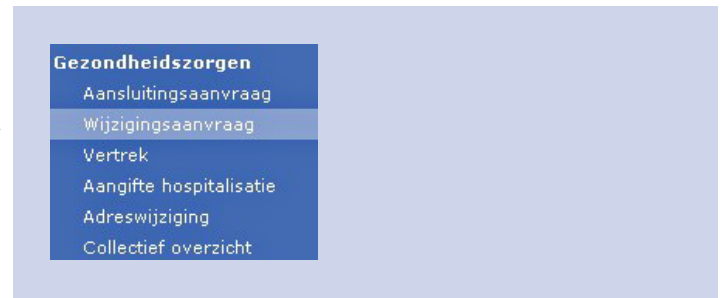 Gezondheidszorgen
Aansluitingsaanvraag
Wijzigingsaanvraag
Vertrek
Aangifte hospitalisatie
Adreswijziging
Collectief overzicht